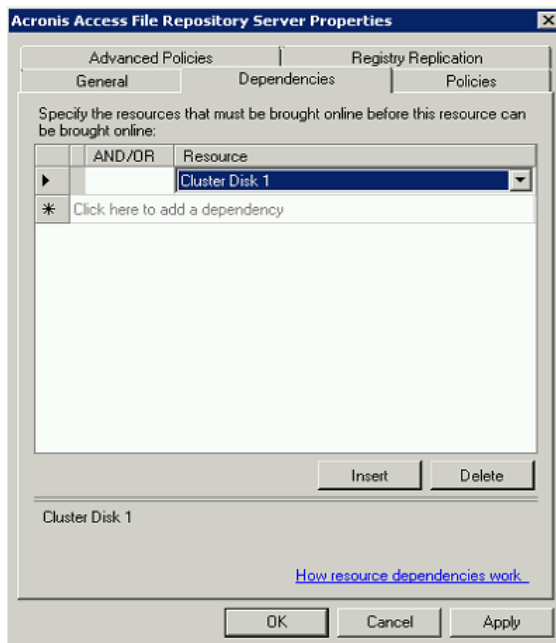 Acronis Access File Repository Server Properties
Advanced Policies
Registry Replication
General
Dependencies
Policies
Specify the resources that must be brought online before this resource can
be brought online:
AND/OR
Resource
Cluster Disk 1
Click here to add a dependency
Insert
Delete
Cluster Disk 1
How resource dependencies work
OK
Cancel
Apply